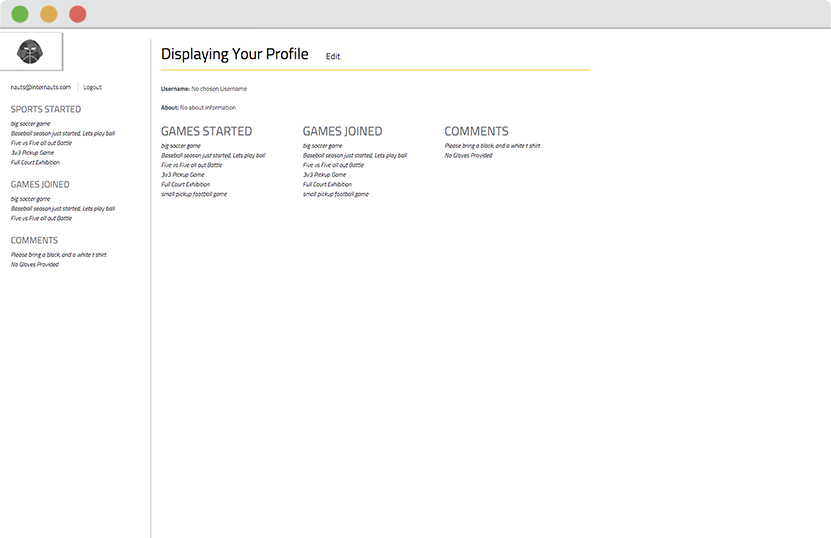 nauts@internauts.com Logout
SPORTS STARTED
big soccer game
Baseball season just started, Lets play ball
Five vs Five all out Battle
3v3 Pickup Game
Full Court Exhibition
GAMES JOINED
big soccer game
Baseball season just started, Lets play ball
Five vs Five all out Battle
COMMENTS
Please bring a black, and a white t shirt
No Gloves Provided
Displaying Your Profile Edit
Username: No chosen Username
About: No about information
GAMES STARTED
big soccer game
Baseball season just started, Lets play ball
Five vs Five all out Battle
3v3 Pickup Game
Full Court Exhibition
small pickup football game
GAMES JOINED
big soccer game
Baseball season just started, Lets play ball
Five vs Five all out Battle
3v3 Pickup Game
Full Court Exhibition
small pickup football game
COMMENTS
Please bring a black, and a white t shirt
No Gloves Provided